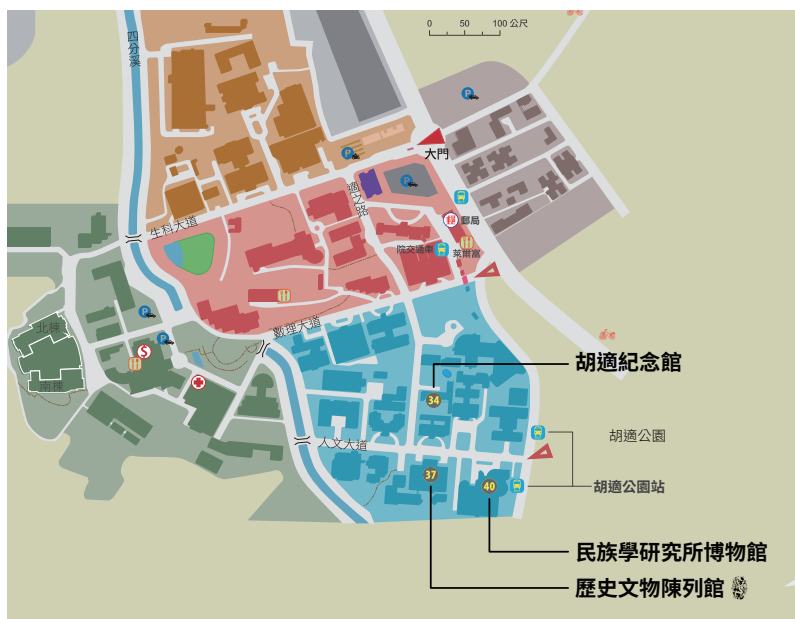 0 50 100 公尺
四分溪
P
P
大門
生科大道
適之路
P
郵
郵局
院交通車
萊爾富
P
P
$
數理大道
北棟
南棟
胡適紀念館
34
人文大道
胡適公園
37
40
胡適公園站
民族學研究所博物館
歷史文物陳列館